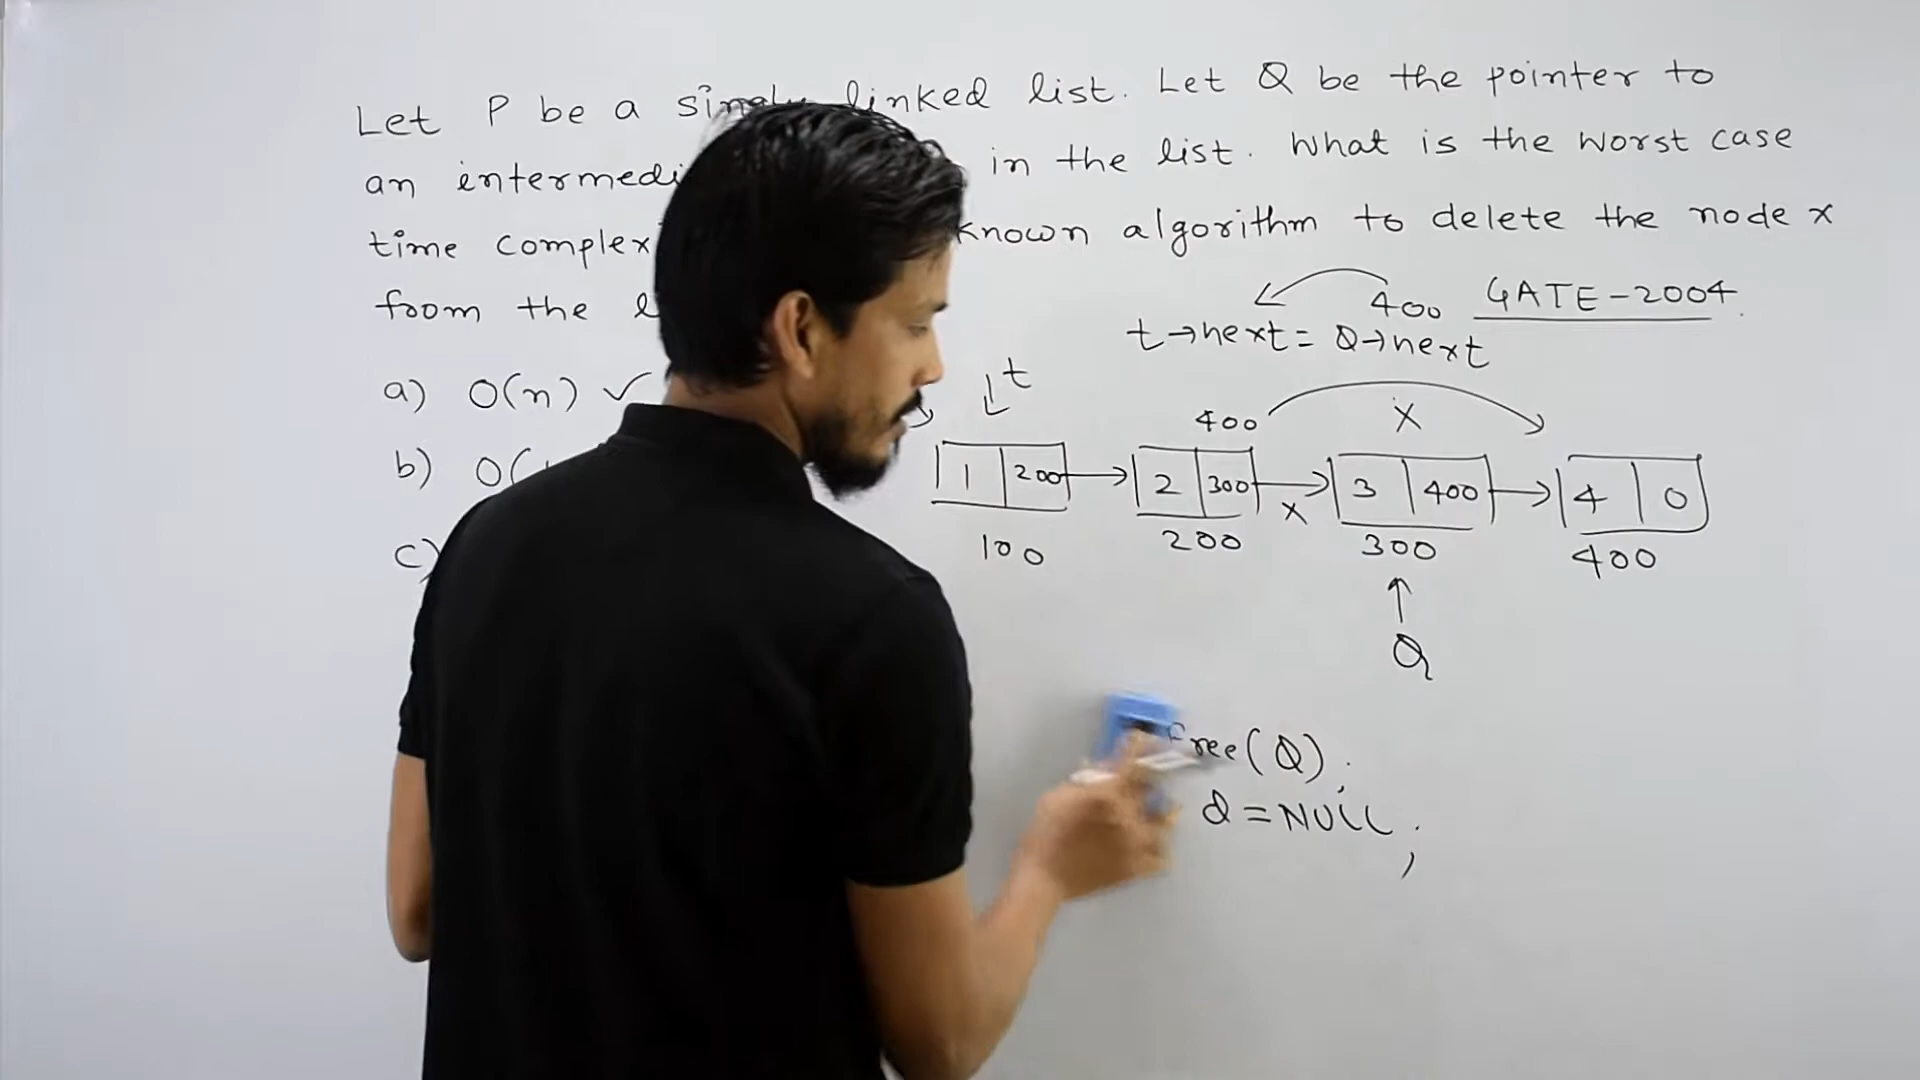 Let P be a singly linked list. Let Q be the pointer to
an intermedi in the list. What is the worst case
time complex known algorithm to delete the node x
from the l
400 GATE-2004
t→next = Q→next
a) O(n) ✓
t
400 X
b) O(
1 200 → 2 300 → 3 400 → 4 0
X
c)
100 200 300 400
Q
free(Q);
Q = NULL;